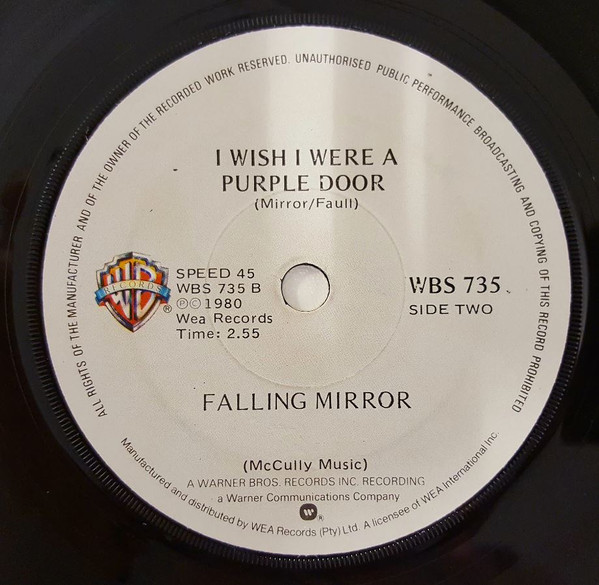 ALL RIGHTS OF THE MANUFACTURER AND OF THE OWNER OF THE RECORDED WORK RESERVED. UNAUTHORISED PUBLIC PERFORMANCE BROADCASTING AND COPYING OF THIS RECORD PROHIBITED
I WISH I WERE A
PURPLE DOOR
(Mirror/Faull)
WB
RECORDS
®
SPEED 45
WBS 735 B
℗©1980
Wea Records
Time: 2.55
WBS 735
SIDE TWO
FALLING MIRROR
(McCully Music)
A WARNER BROS. RECORDS INC. RECORDING
a Warner Communications Company
®
Manufactured and distributed by WEA Records (Pty) Ltd. A licensee of WEA International Inc.